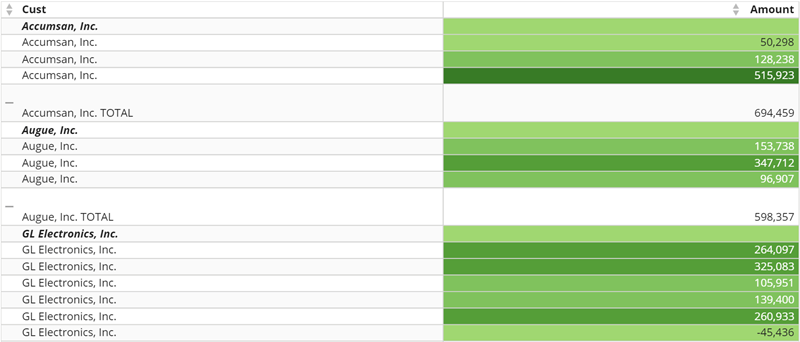 Cust Amount
Accumsan, Inc.
Accumsan, Inc. 50,298
Accumsan, Inc. 128,238
Accumsan, Inc. 515,923
Accumsan, Inc. TOTAL 694,459
Augue, Inc.
Augue, Inc. 153,738
Augue, Inc. 347,712
Augue, Inc. 96,907
Augue, Inc. TOTAL 598,357
GL Electronics, Inc.
GL Electronics, Inc. 264,097
GL Electronics, Inc. 325,083
GL Electronics, Inc. 105,951
GL Electronics, Inc. 139,400
GL Electronics, Inc. 260,933
GL Electronics, Inc. -45,436